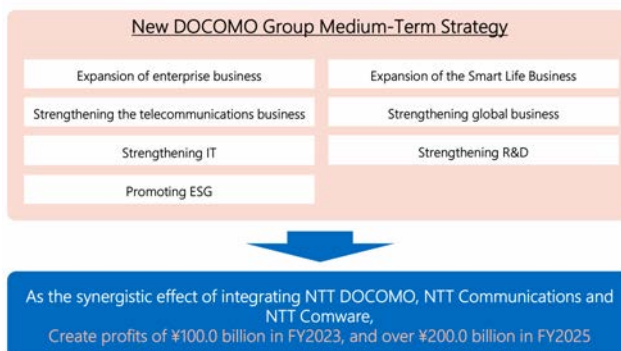 New DOCOMO Group Medium-Term Strategy
Expansion of enterprise business
Expansion of the Smart Life Business
Strengthening the telecommunications business
Strengthening global business
Strengthening IT
Strengthening R&D
Promoting ESG
As the synergistic effect of integrating NTT DOCOMO, NTT Communications and
NTT Comware,
Create profits of ¥100.0 billion in FY2023, and over ¥200.0 billion in FY2025